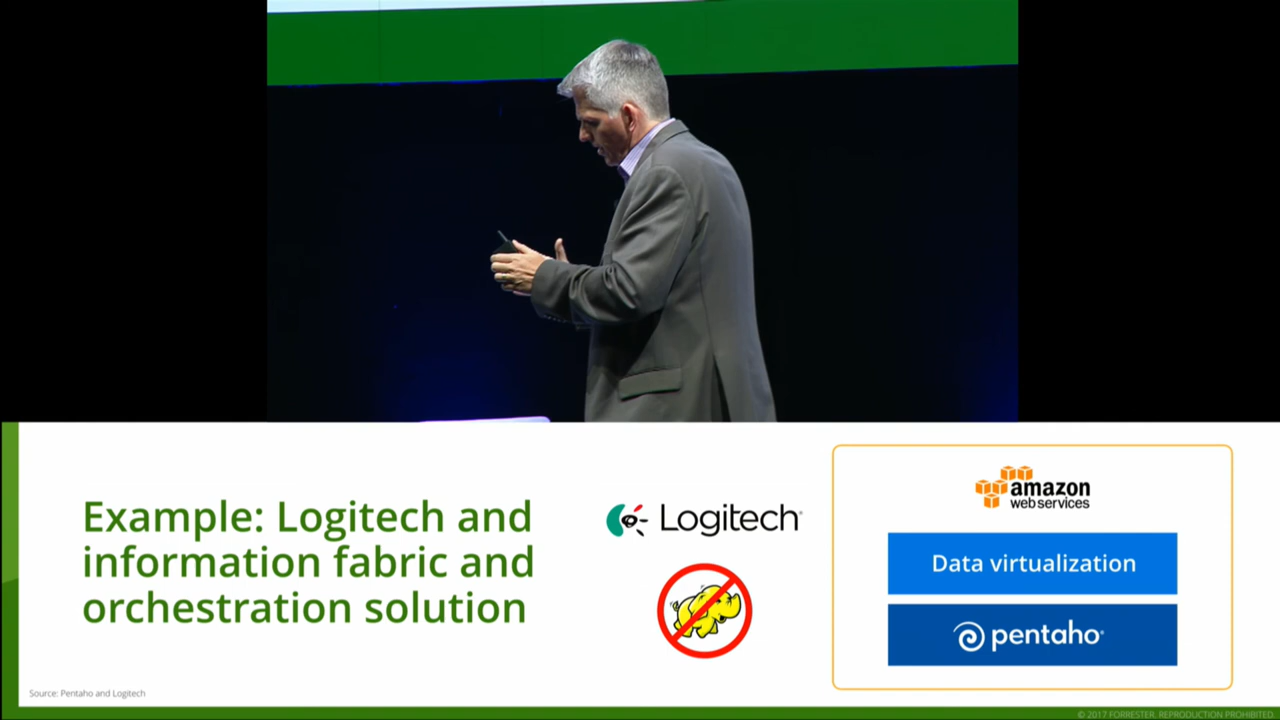 Example: Logitech and
information fabric and
orchestration solution
Logitech
amazon
web services
Data virtualization
pentaho
Source: Pentaho and Logitech
© 2017 FORRESTER. REPRODUCTION PROHIBITED.